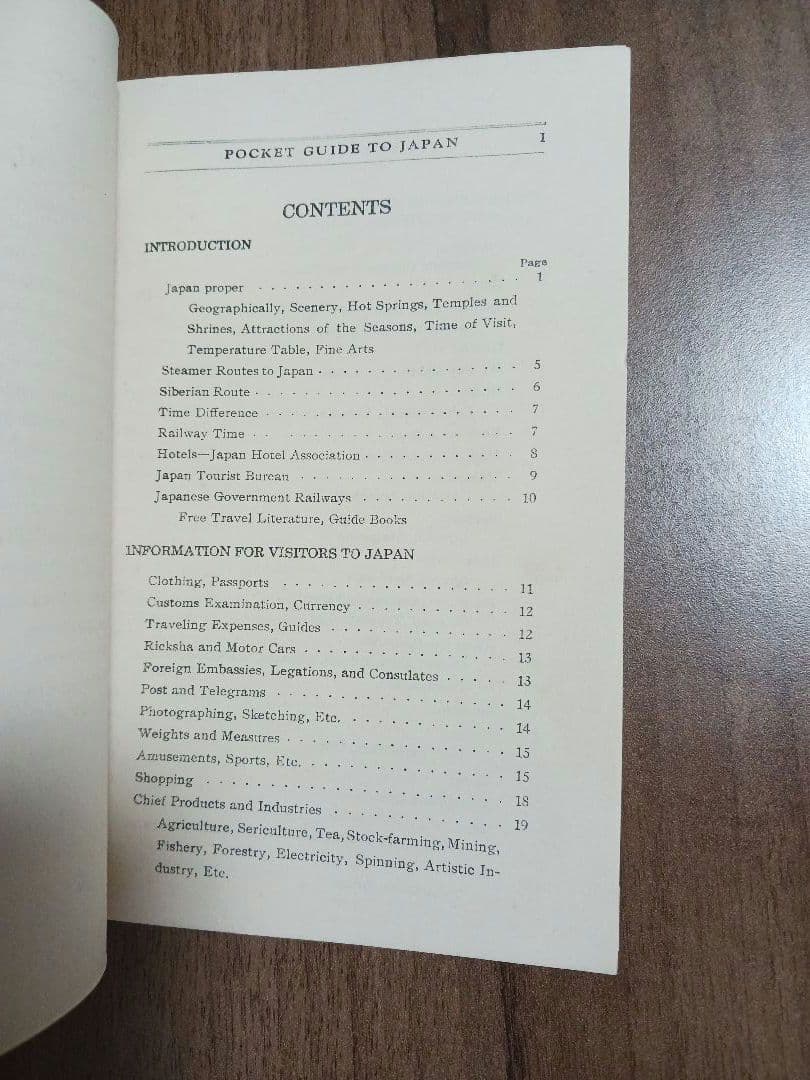 POCKET GUIDE TO JAPAN 1
CONTENTS
INTRODUCTION
Page
Japan proper . . . . . . . . . . . . . . . . . . . . . 1
Geographically, Scenery, Hot Springs, Temples and
Shrines, Attractions of the Seasons, Time of Visit,
Temperature Table, Fine Arts
Steamer Routes to Japan . . . . . . . . . . . . . . . 5
Siberian Route . . . . . . . . . . . . . . . . . . . . 6
Time Difference . . . . . . . . . . . . . . . . . . . 7
Railway Time . . . . . . . . . . . . . . . . . . 7
Hotels—Japan Hotel Association . . . . . . . . . . . . 8
Japan Tourist Bureau . . . . . . . . . . . . . . . . . 9
Japanese Government Railways . . . . . . . . . . . . 10
Free Travel Literature, Guide Books
INFORMATION FOR VISITORS TO JAPAN
Clothing, Passports . . . . . . . . . . . . . . . . . . 11
Customs Examination, Currency . . . . . . . . . . . . 12
Traveling Expenses, Guides . . . . . . . . . . . . . . 12
Ricksha and Motor Cars . . . . . . . . . . . . . . . . 13
Foreign Embassies, Legations, and Consulates . . . . . 13
Post and Telegrams . . . . . . . . . . . . . . . . . . 14
Photographing, Sketching, Etc. . . . . . . . . . . . . 14
Weights and Measures . . . . . . . . . . . . . . . . . 15
Amusements, Sports, Etc. . . . . . . . . . . . . . . . 15
Shopping . . . . . . . . . . . . . . . . . . . . . . 18
Chief Products and Industries . . . . . . . . . . . . . 19
Agriculture, Sericulture, Tea, Stock-farming, Mining,
Fishery, Forestry, Electricity, Spinning, Artistic In-
dustry, Etc.